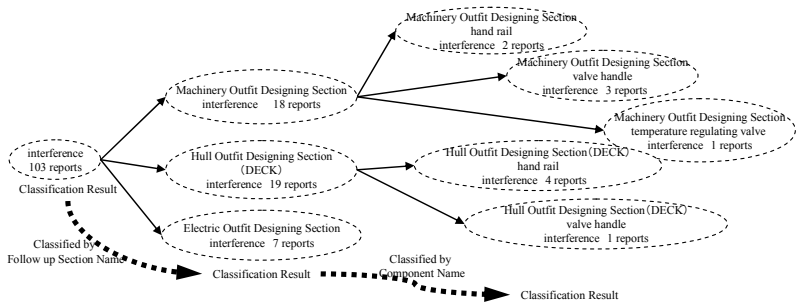 Machinery Outfit Designing Section
hand rail
interference 2 reports
Machinery Outfit Designing Section
valve handle
interference 3 reports
Machinery Outfit Designing Section
interference 18 reports
Machinery Outfit Designing Section
temperature regulating valve
interference 1 reports
interference
103 reports
Classification Result
Hull Outfit Designing Section
(DECK)
interference 19 reports
Hull Outfit Designing Section(DECK)
hand rail
interference 4 reports
Hull Outfit Designing Section(DECK)
valve handle
interference 1 reports
Electric Outfit Designing Section
interference 7 reports
Classified by
Follow up Section Name
Classification Result
Classified by
Component Name
Classification Result